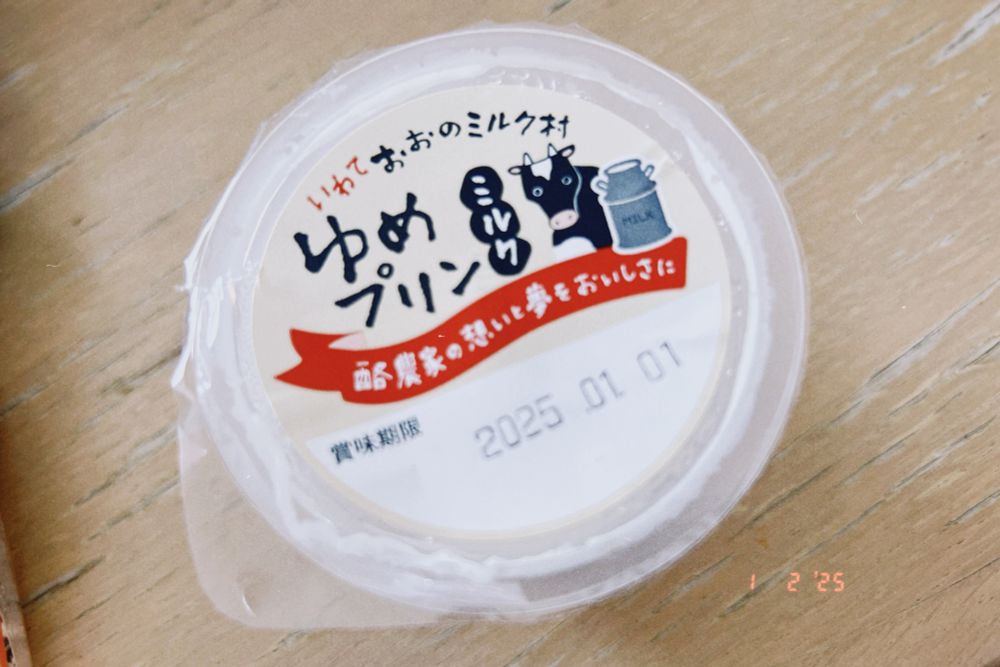 いわて おおのミルク村
ゆめ
ミルク
プリン
MILK
酪農家の想いと夢をおいしさに
賞味期限 2025.01.01
1 2 '25